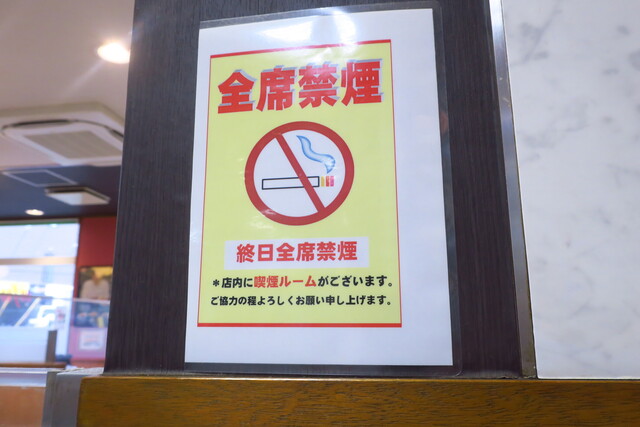 全席禁煙
終日全席禁煙
＊店内に喫煙ルームがございます。
ご協力の程よろしくお願い申し上げます。